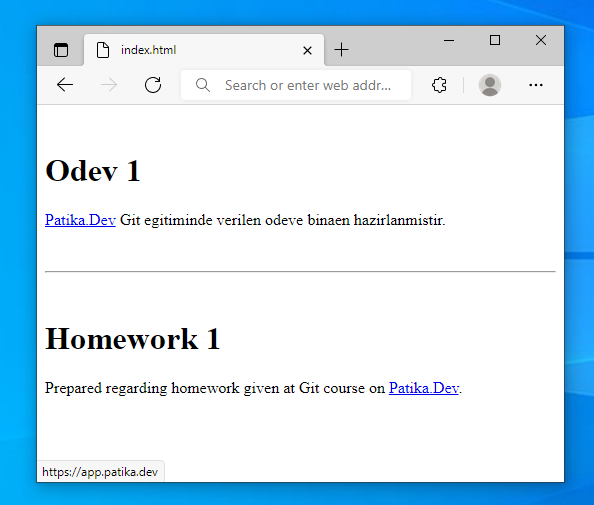 index.html
Search or enter web addr...
Odev 1
Patika.Dev Git egitiminde verilen odeve binaen hazirlanmistir.
Homework 1
Prepared regarding homework given at Git course on Patika.Dev.
https://app.patika.dev